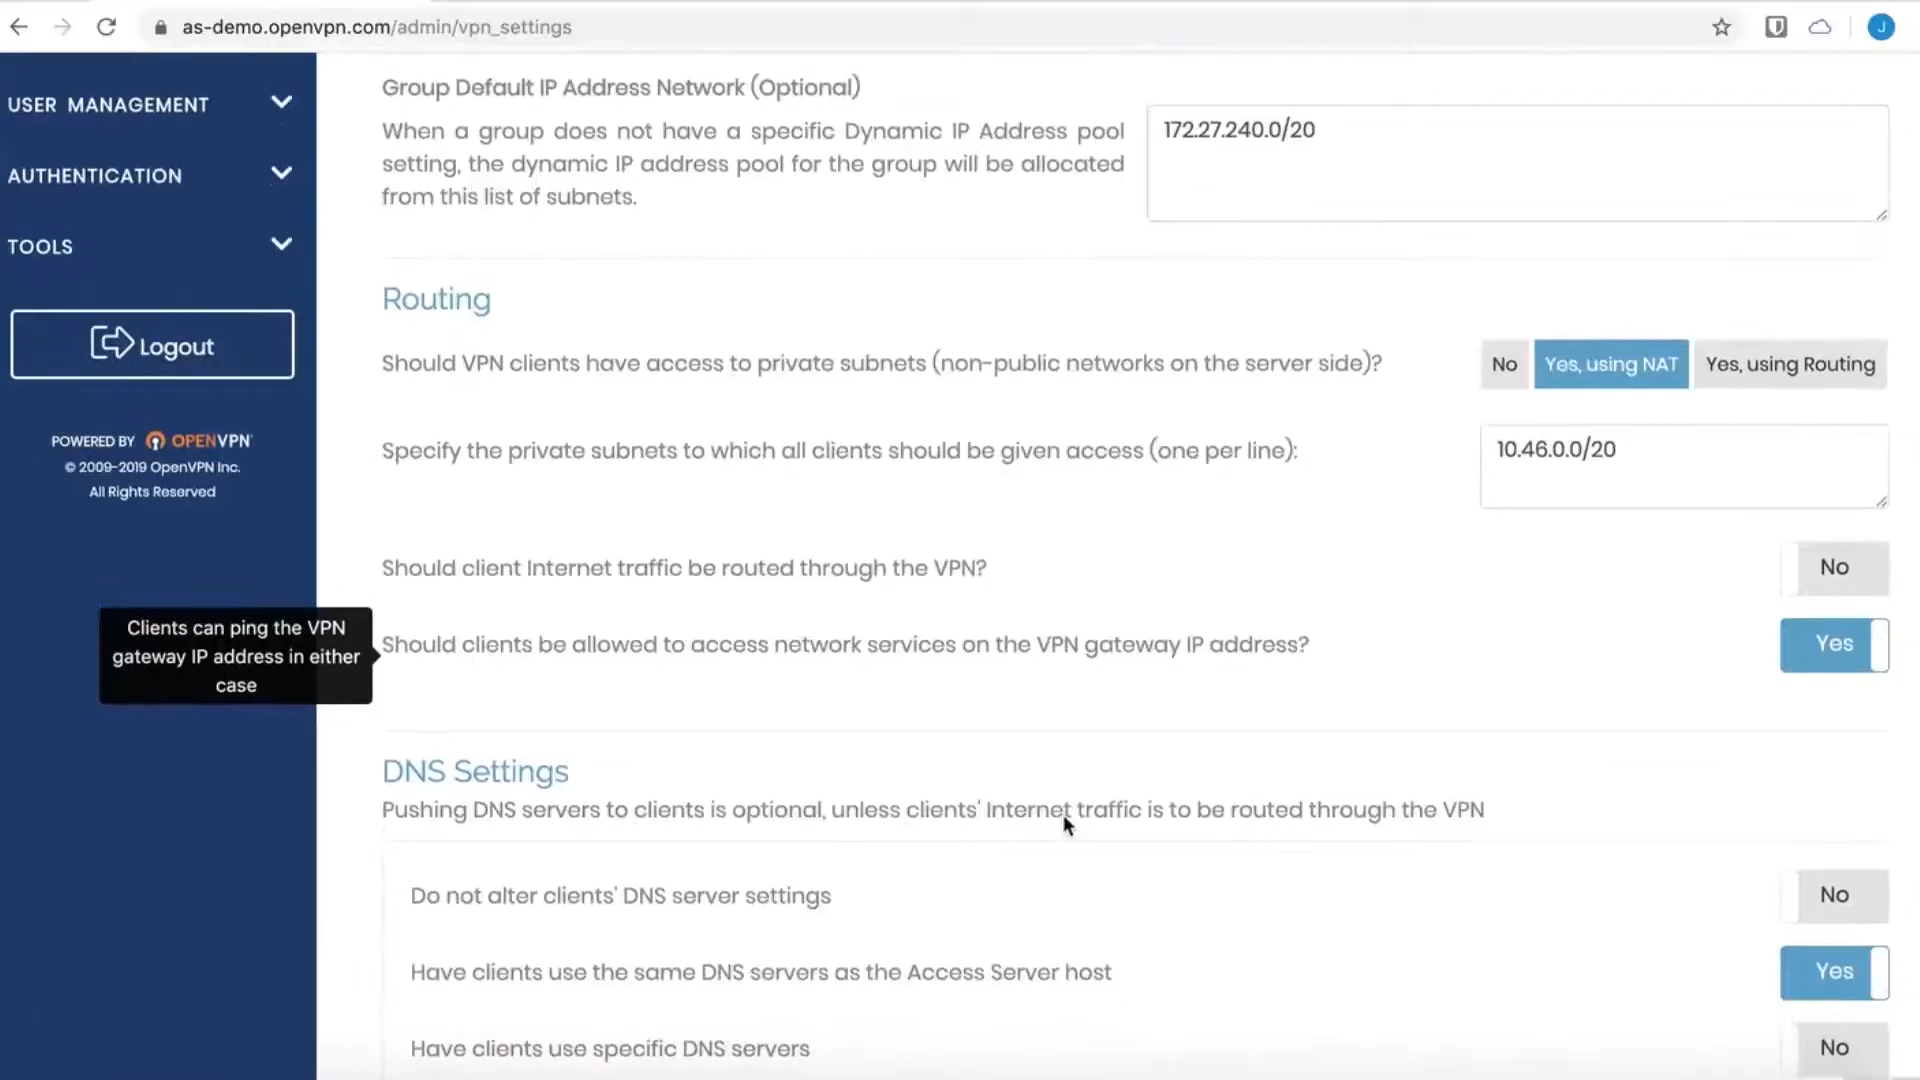 as-demo.openvpn.com/admin/vpn_settings
J
USER MANAGEMENT
AUTHENTICATION
TOOLS
Logout
POWERED BY OPENVPN
© 2009-2019 OpenVPN Inc.
All Rights Reserved
Group Default IP Address Network (Optional)
When a group does not have a specific Dynamic IP Address pool
setting, the dynamic IP address pool for the group will be allocated
from this list of subnets.
172.27.240.0/20
Routing
Should VPN clients have access to private subnets (non-public networks on the server side)?
No Yes, using NAT Yes, using Routing
Specify the private subnets to which all clients should be given access (one per line):
10.46.0.0/20
Should client Internet traffic be routed through the VPN?
No
Clients can ping the VPN
gateway IP address in either
case
Should clients be allowed to access network services on the VPN gateway IP address?
Yes
DNS Settings
Pushing DNS servers to clients is optional, unless clients' Internet traffic is to be routed through the VPN
Do not alter clients' DNS server settings
No
Have clients use the same DNS servers as the Access Server host
Yes
Have clients use specific DNS servers
No